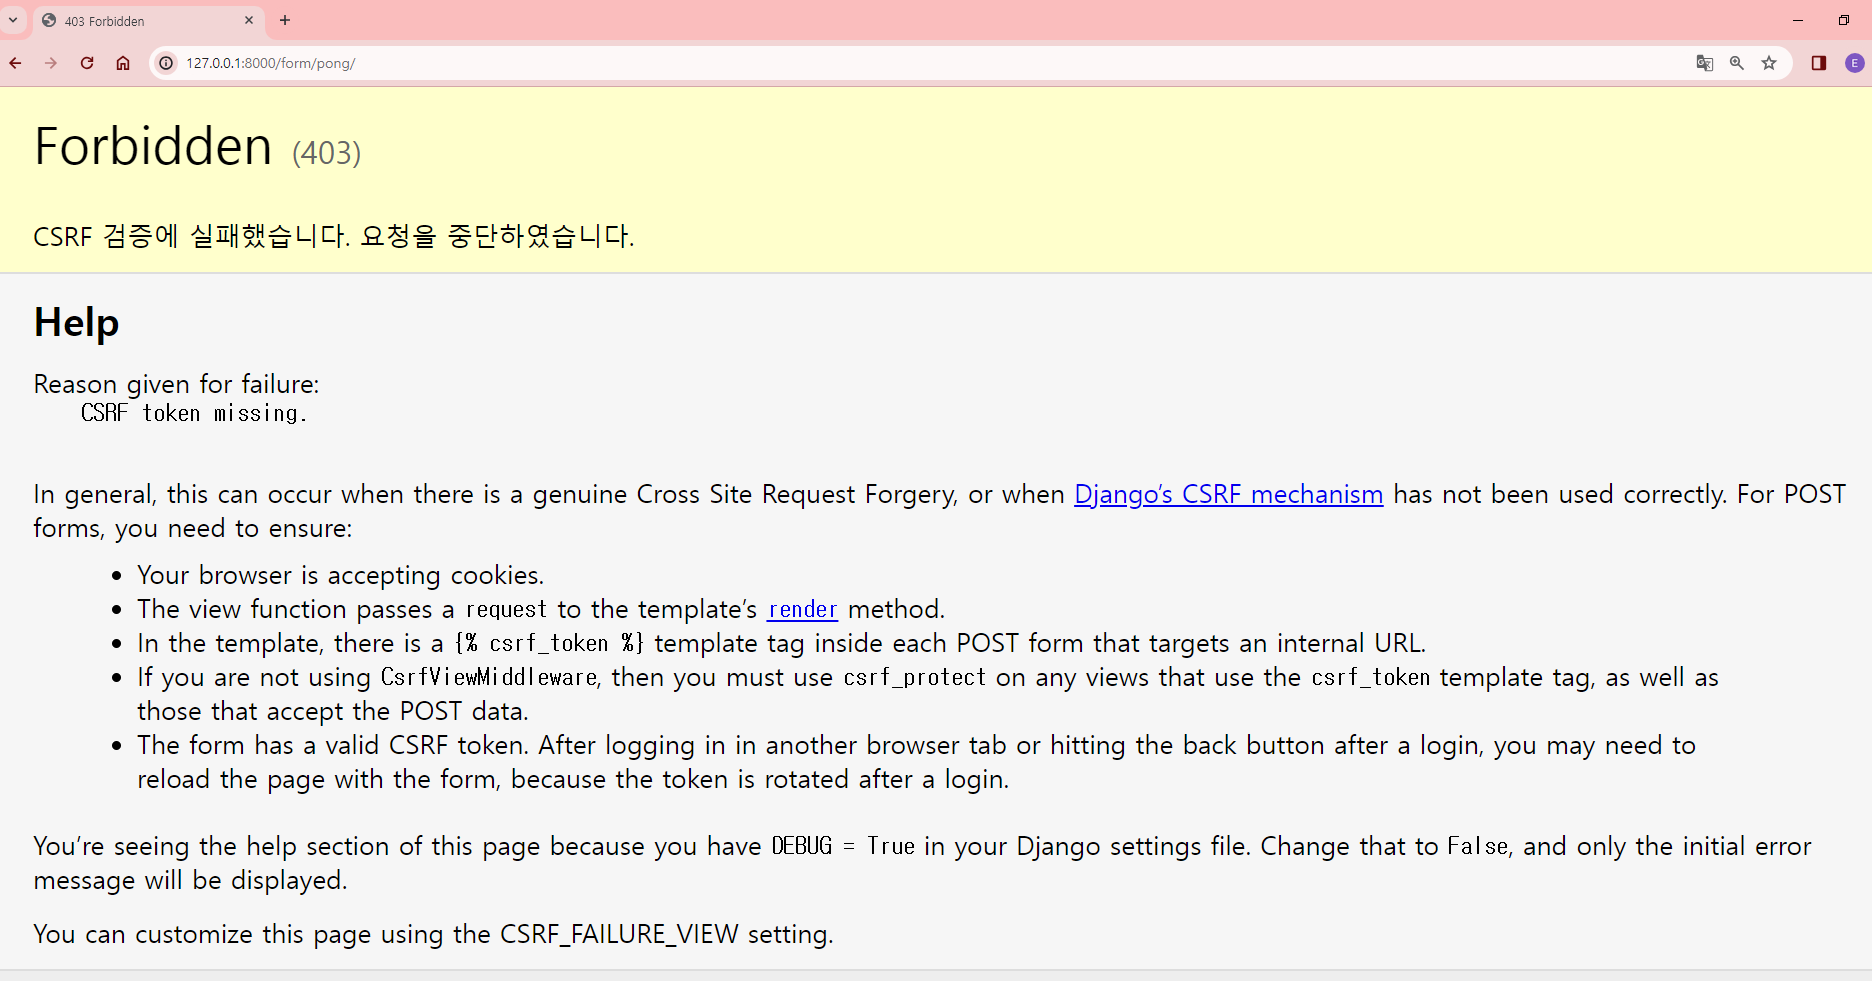 403 Forbidden
127.0.0.1:8000/form/pong/
E
Forbidden (403)
CSRF 검증에 실패했습니다. 요청을 중단하였습니다.
Help
Reason given for failure:
CSRF token missing.
In general, this can occur when there is a genuine Cross Site Request Forgery, or when Django’s CSRF mechanism has not been used correctly. For POST
forms, you need to ensure:
• Your browser is accepting cookies.
• The view function passes a request to the template’s render method.
• In the template, there is a {% csrf_token %} template tag inside each POST form that targets an internal URL.
• If you are not using CsrfViewMiddleware, then you must use csrf_protect on any views that use the csrf_token template tag, as well as
those that accept the POST data.
• The form has a valid CSRF token. After logging in in another browser tab or hitting the back button after a login, you may need to
reload the page with the form, because the token is rotated after a login.
You’re seeing the help section of this page because you have DEBUG = True in your Django settings file. Change that to False, and only the initial error
message will be displayed.
You can customize this page using the CSRF_FAILURE_VIEW setting.